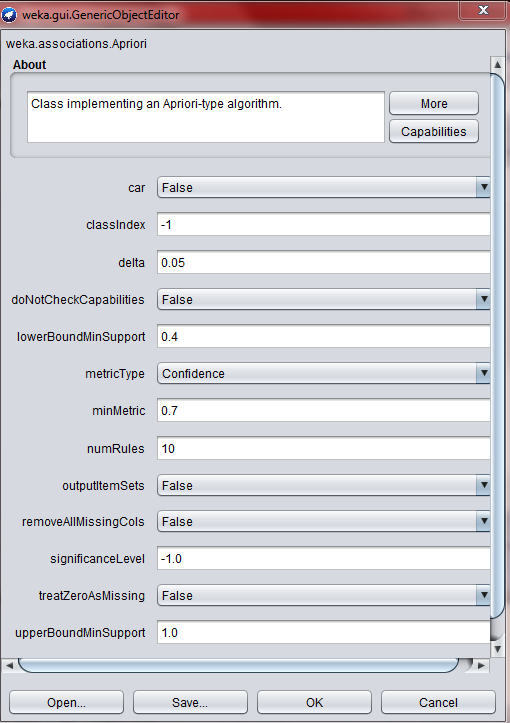 weka.gui.GenericObjectEditor
weka.associations.Apriori
About
Class implementing an Apriori-type algorithm.
More
Capabilities
car False
classIndex -1
delta 0.05
doNotCheckCapabilities False
lowerBoundMinSupport 0.4
metricType Confidence
minMetric 0.7
numRules 10
outputItemSets False
removeAllMissingCols False
significanceLevel -1.0
treatZeroAsMissing False
upperBoundMinSupport 1.0
Open... Save... OK Cancel